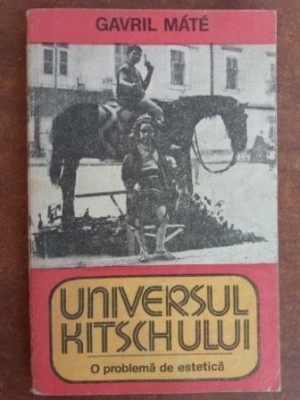 GAVRIL MÁTÉ
UNIVERSUL
KITSCHULUI
O problemă de estetică